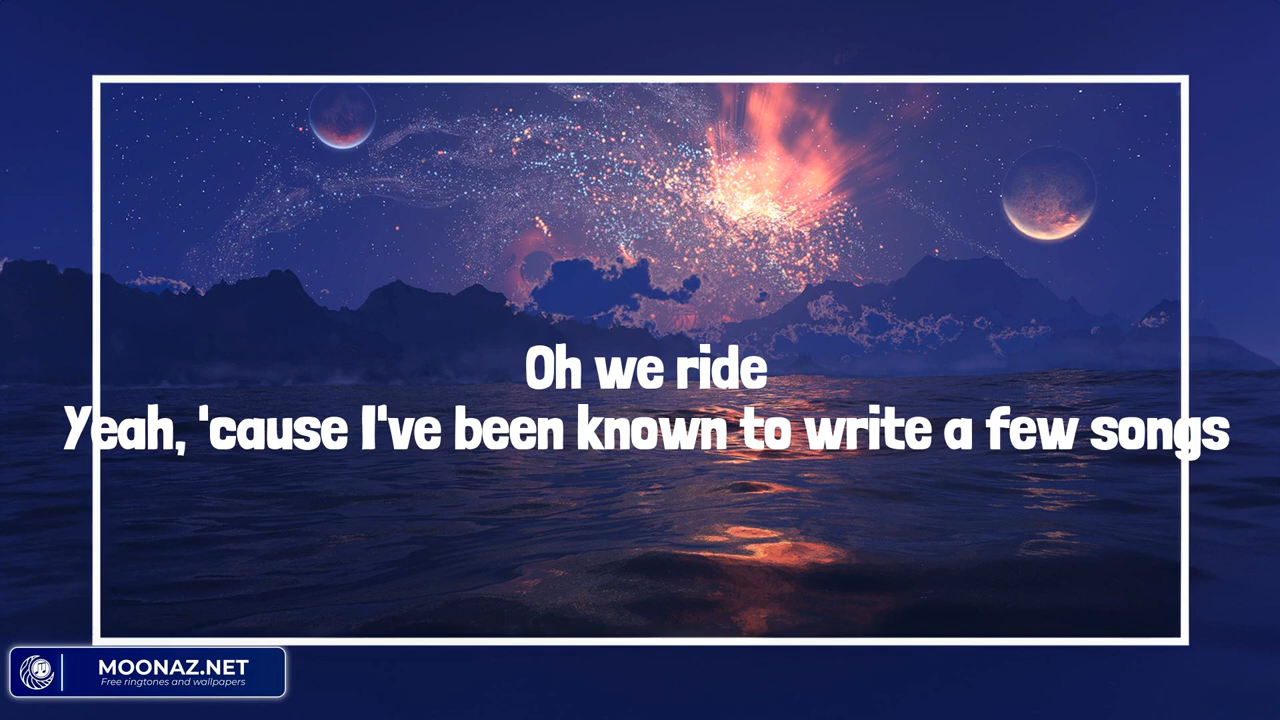 Oh we ride
Yeah, 'cause I've been known to write a few songs
MOONAZ.NET
Free ringtones and wallpapers